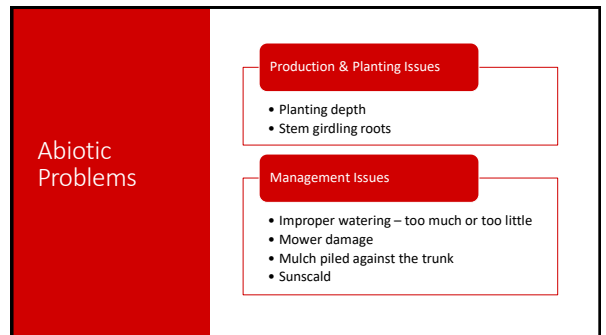 Abiotic
Problems
Production & Planting Issues
• Planting depth
• Stem girdling roots
Management Issues
• Improper watering – too much or too little
• Mower damage
• Mulch piled against the trunk
• Sunscald